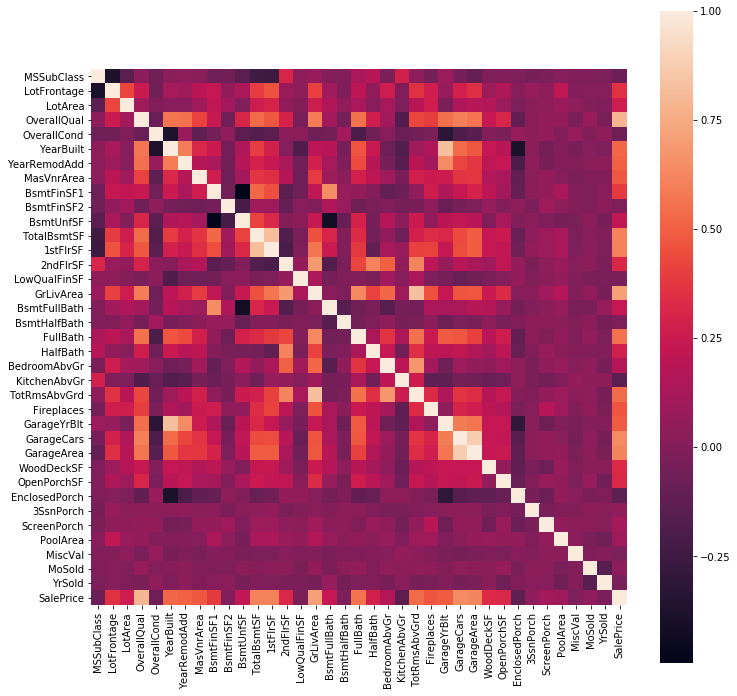 1.00
0.75
0.50
0.25
0.00
−0.25
MSSubClass
LotFrontage
LotArea
OverallQual
OverallCond
YearBuilt
YearRemodAdd
MasVnrArea
BsmtFinSF1
BsmtFinSF2
BsmtUnfSF
TotalBsmtSF
1stFlrSF
2ndFlrSF
LowQualFinSF
GrLivArea
BsmtFullBath
BsmtHalfBath
FullBath
HalfBath
BedroomAbvGr
KitchenAbvGr
TotRmsAbvGrd
Fireplaces
GarageYrBlt
GarageCars
GarageArea
WoodDeckSF
OpenPorchSF
EnclosedPorch
3SsnPorch
ScreenPorch
PoolArea
MiscVal
MoSold
YrSold
SalePrice
MSSubClass
LotFrontage
LotArea
OverallQual
OverallCond
YearBuilt
YearRemodAdd
MasVnrArea
BsmtFinSF1
BsmtFinSF2
BsmtUnfSF
TotalBsmtSF
1stFlrSF
2ndFlrSF
LowQualFinSF
GrLivArea
BsmtFullBath
BsmtHalfBath
FullBath
HalfBath
BedroomAbvGr
KitchenAbvGr
TotRmsAbvGrd
Fireplaces
GarageYrBlt
GarageCars
GarageArea
WoodDeckSF
OpenPorchSF
EnclosedPorch
3SsnPorch
ScreenPorch
PoolArea
MiscVal
MoSold
YrSold
SalePrice